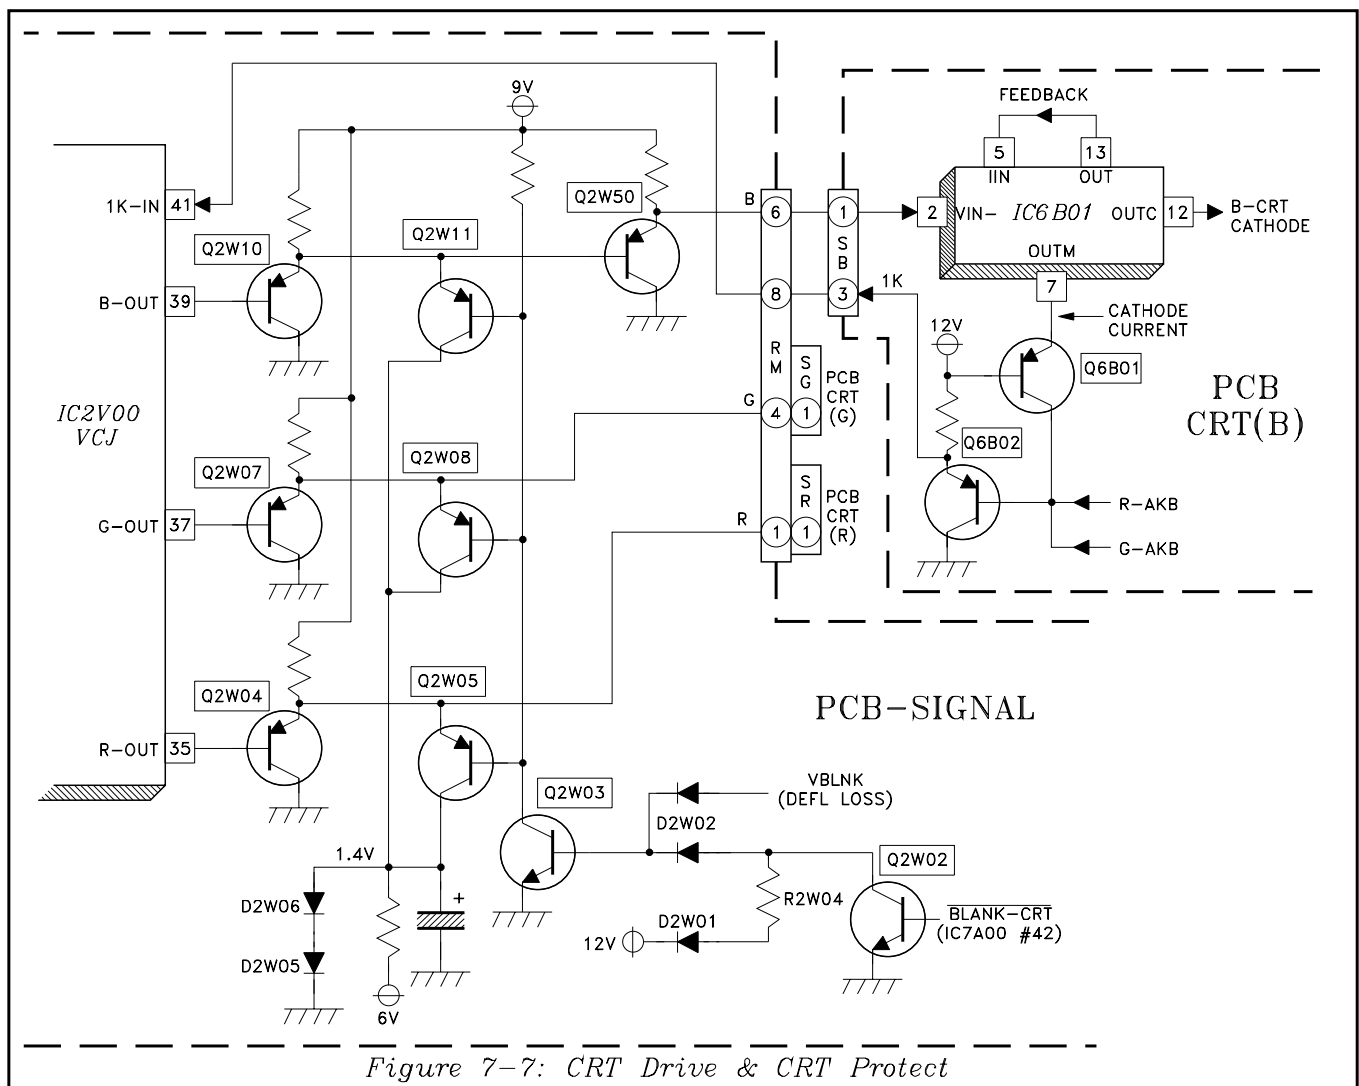 9V
FEEDBACK
5
13
IIN
OUT
1K-IN
41
Q2W50
B
6
1
2
VIN-
IC6B01
OUTC
12
B-CRT
CATHODE
Q2W10
Q2W11
S
B
OUTM
7
B-OUT
39
8
3
1K
CATHODE
CURRENT
12V
R
M
S
G
PCB
CRT
(G)
Q6B01
PCB
CRT(B)
IC2V00
VCJ
G
4
1
Q2W07
Q2W08
Q6B02
S
R
PCB
CRT
(R)
G-OUT
37
R
1
1
R-AKB
G-AKB
Q2W04
Q2W05
PCB-SIGNAL
R-OUT
35
Q2W03
VBLNK
(DEFL LOSS)
D2W02
1.4V
Q2W02
D2W06
+
R2W04
BLANK-CRT
(IC7A00 #42)
D2W01
12V
D2W05
6V
Figure 7-7: CRT Drive & CRT Protect